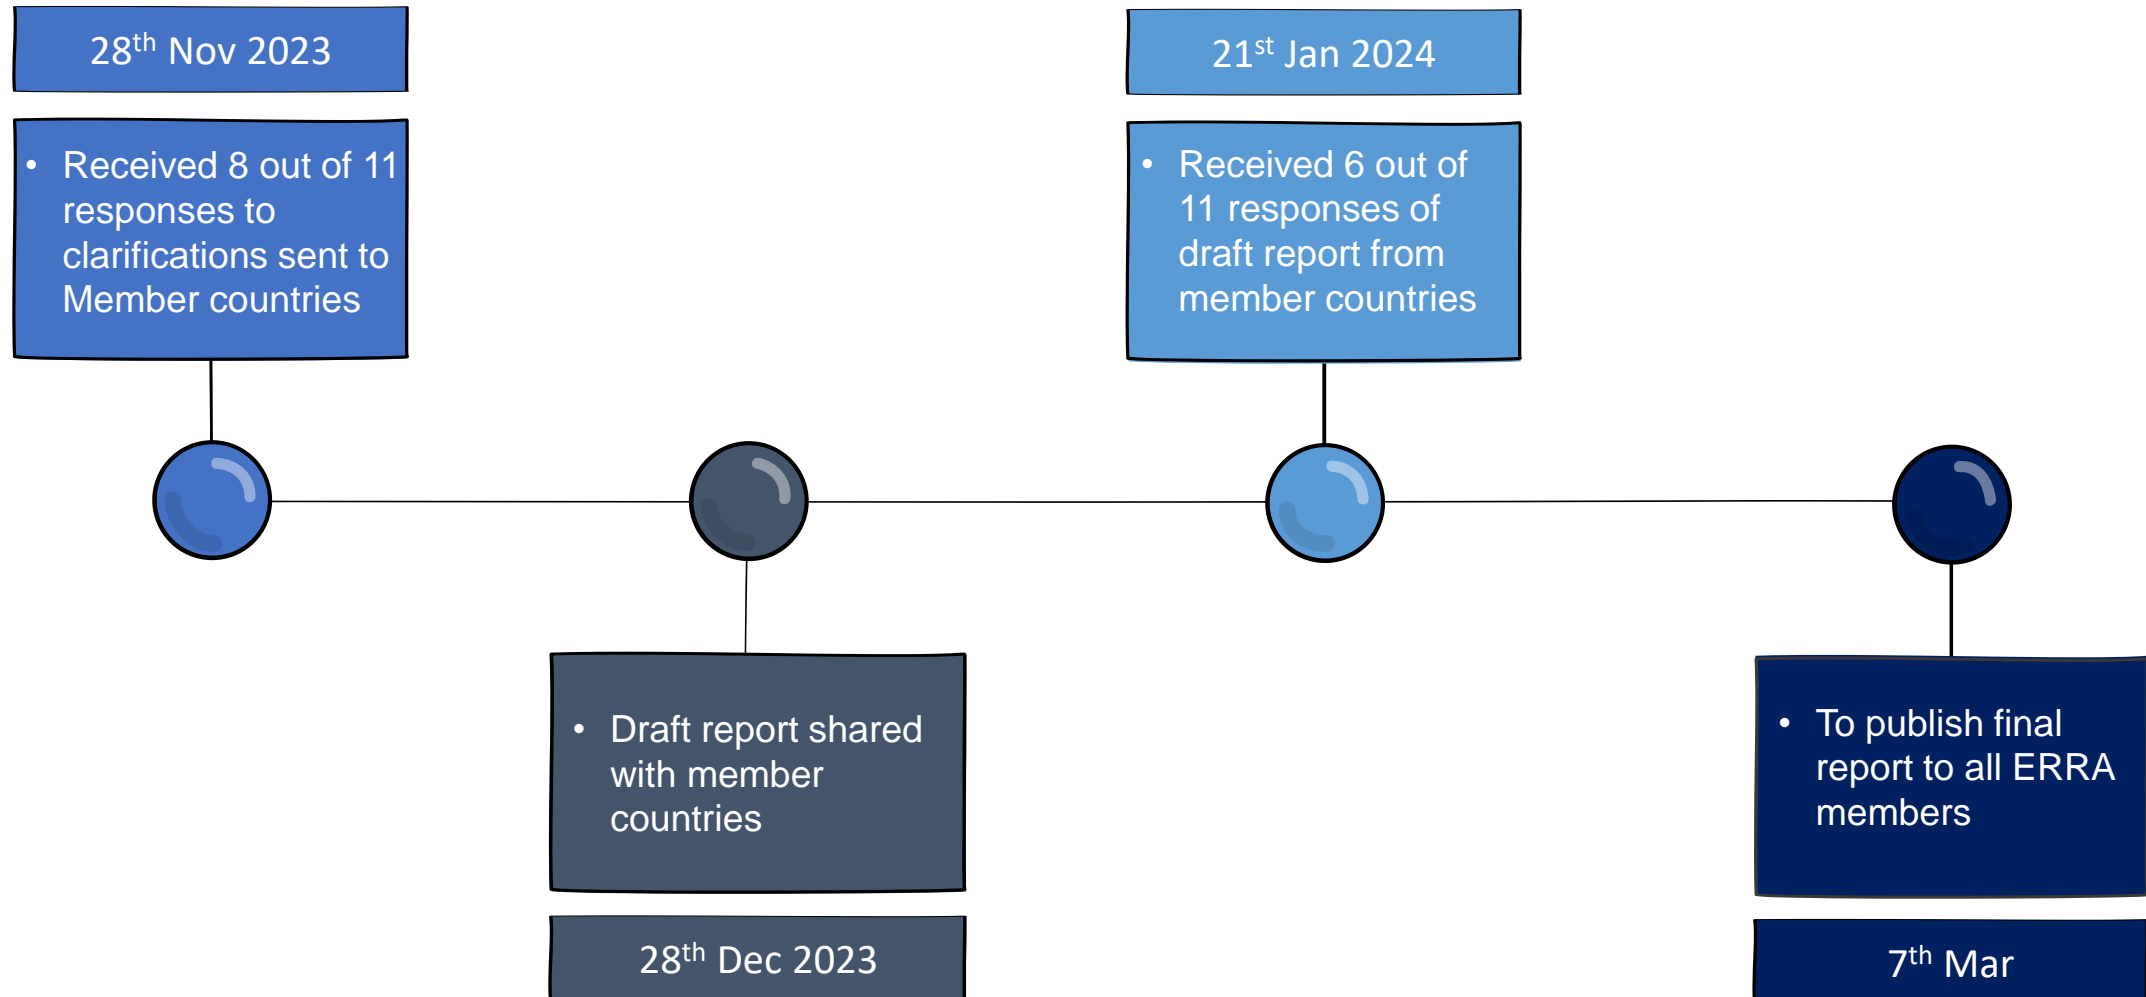 28th Nov 2023
• Received 8 out of 11
responses to
clarifications sent to
Member countries
• Draft report shared
with member
countries
28th Dec 2023
21st Jan 2024
• Received 6 out of
11 responses of
draft report from
member countries
• To publish final
report to all ERRA
members
7th Mar